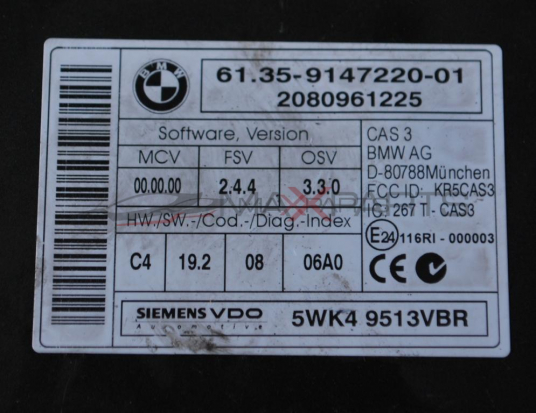 BMW
61.35-9147220-01
2080961225
Software, Version
MCV FSV OSV
00.00.00 2.4.4 3.3.0
HW./SW.-/Cod.-/Diag.-Index
C4 19.2 08 06A0
CAS 3
BMW AG
D-80788München
FCC ID: KR5CAS3
IC: 267 T - CAS3
E24 116RI - 000003
CE
SIEMENS VDO
Automotive
5WK4 9513VBR